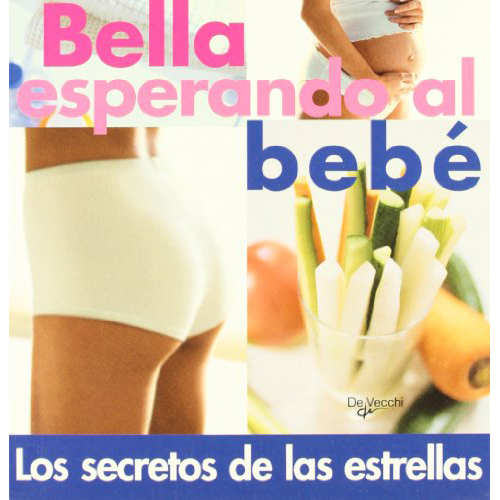 Bella
esperando al
bebé
De Vecchi
Los secretos de las estrellas